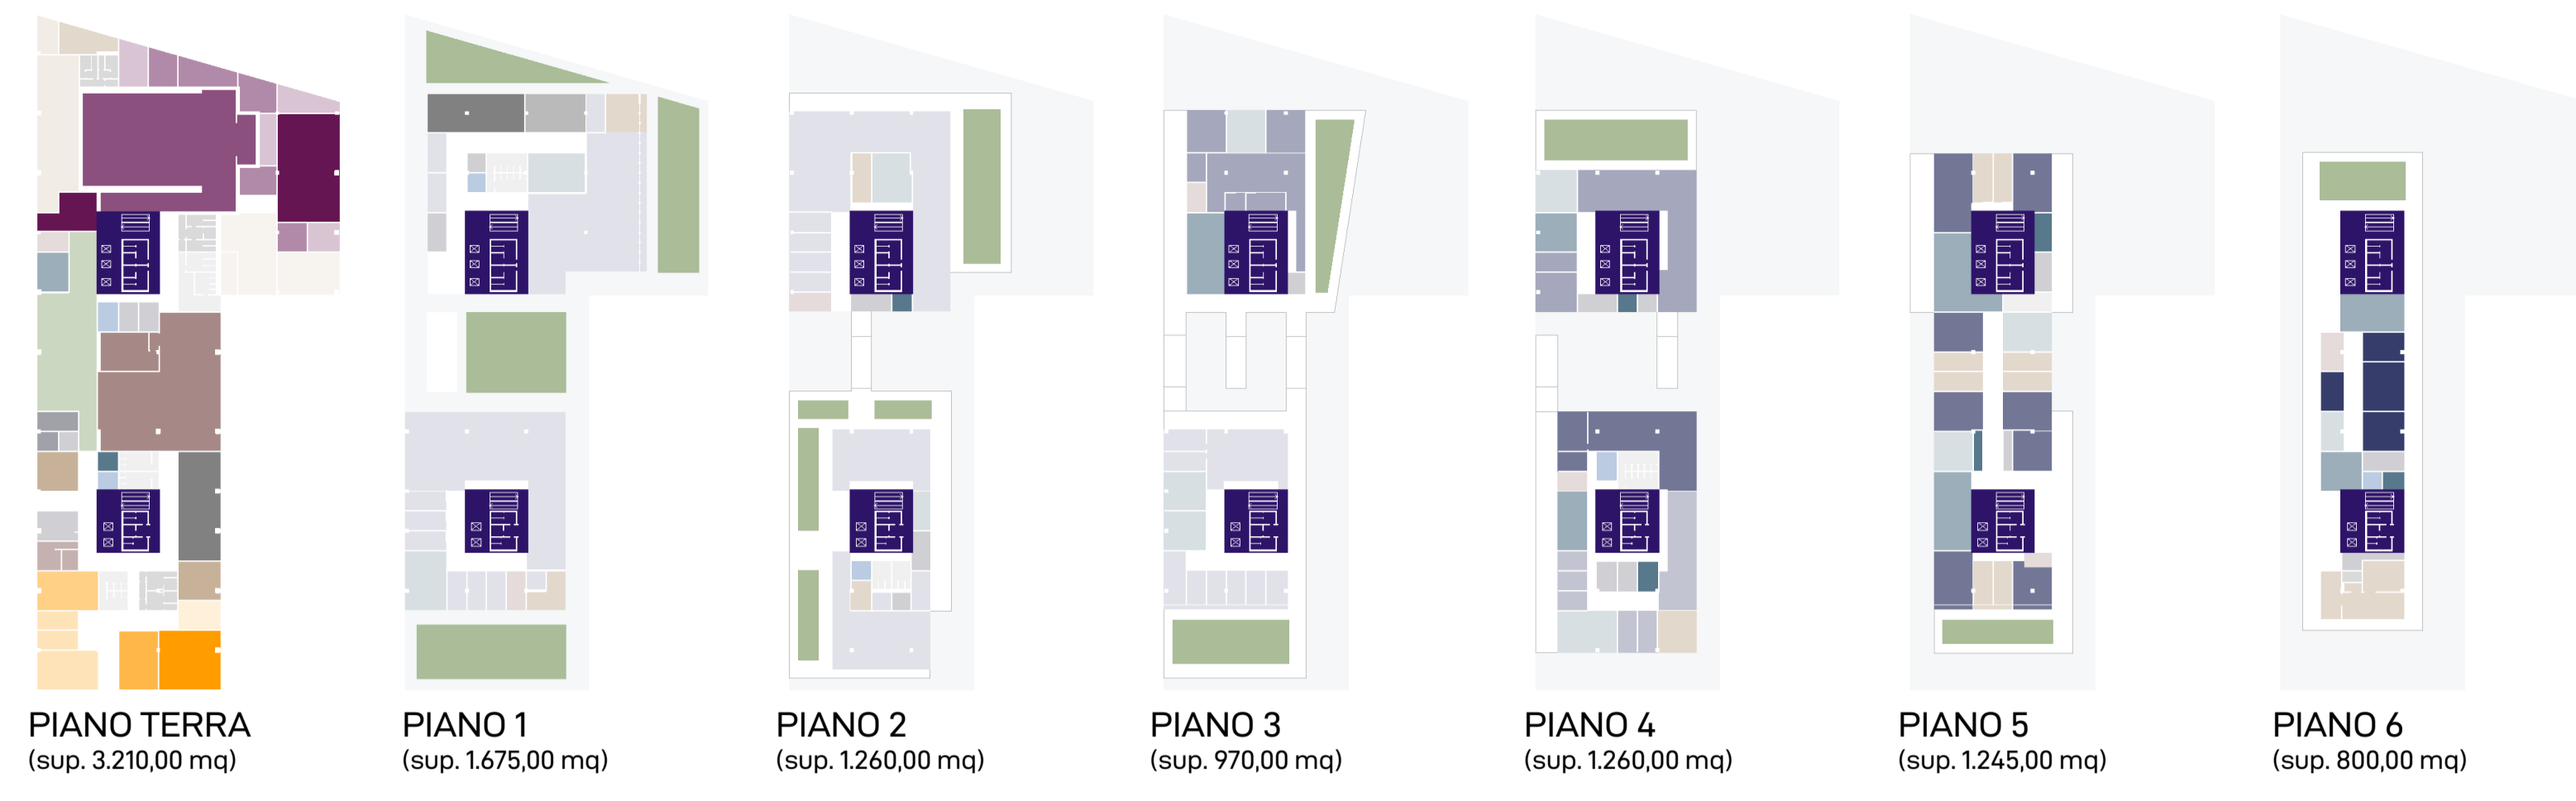 PIANO TERRA
(sup. 3.210,00 mq)
PIANO 1
(sup. 1.675,00 mq)
PIANO 2
(sup. 1.260,00 mq)
PIANO 3
(sup. 970,00 mq)
PIANO 4
(sup. 1.260,00 mq)
PIANO 5
(sup. 1.245,00 mq)
PIANO 6
(sup. 800,00 mq)